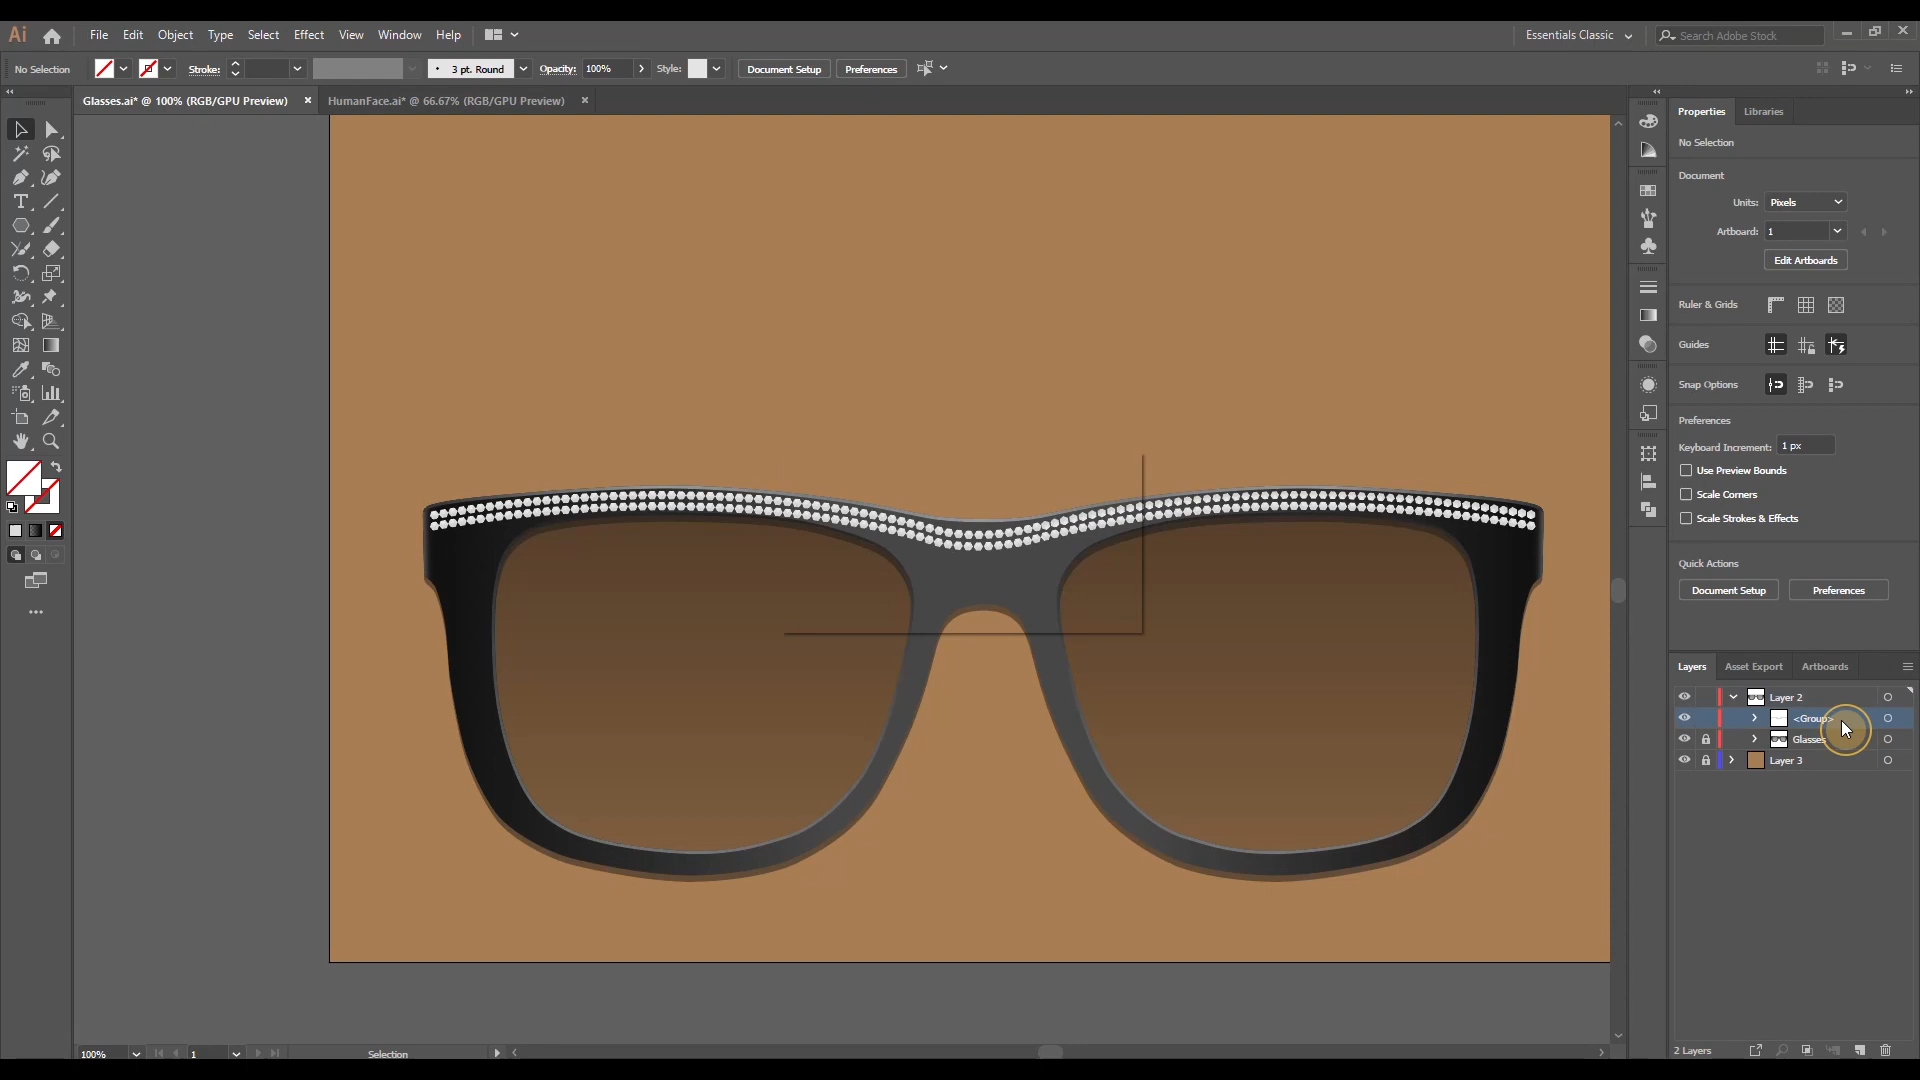 Ai File Edit Object Type Select Effect View Window Help Essentials Classic Search Adobe Stock
No Selection Stroke: 3 pt. Round Opacity: 100% Style: Document Setup Preferences
Glasses.ai* @ 100% (RGB/GPU Preview) HumanFace.ai* @ 66.67% (RGB/GPU Preview)
Properties Libraries
No Selection
Document
Units: Pixels
Artboard: 1
Edit Artboards
Ruler & Grids
Guides
Snap Options
Preferences
Keyboard Increment: 1 px
Use Preview Bounds
Scale Corners
Scale Strokes & Effects
Quick Actions
Document Setup Preferences
Layers Asset Export Artboards
Layer 2
<Group>
Glasses
Layer 3
2 Layers
100% 1 Selection